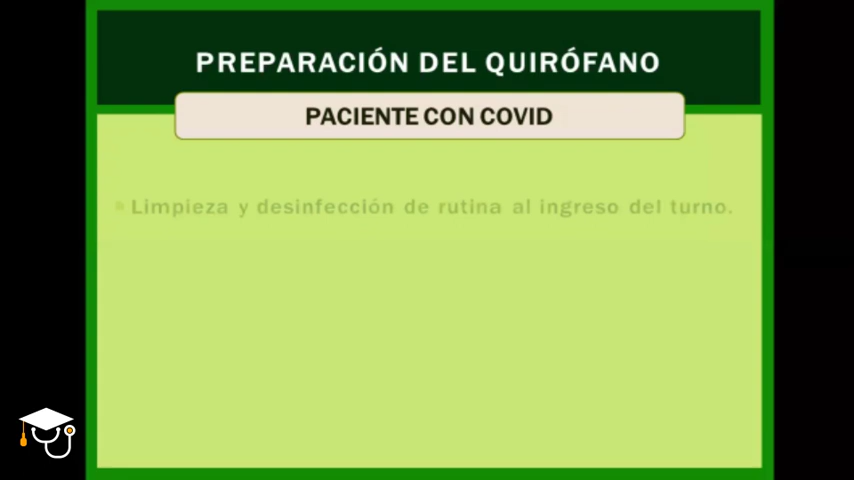 PREPARACIÓN DEL QUIRÓFANO
PACIENTE CON COVID
Limpieza y desinfección de rutina al ingreso del turno.